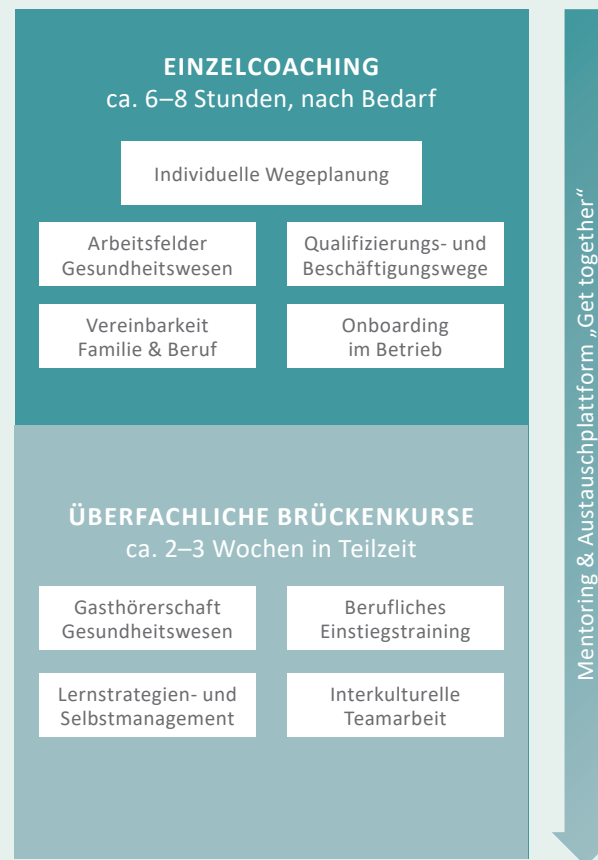 EINZELCOACHING
ca. 6–8 Stunden, nach Bedarf
Individuelle Wegeplanung
Arbeitsfelder
Gesundheitswesen
Qualifizierungs- und
Beschäftigungswege
Vereinbarkeit
Familie & Beruf
Onboarding
im Betrieb
ÜBERFACHLICHE BRÜCKENKURSE
ca. 2–3 Wochen in Teilzeit
Gasthörerschaft
Gesundheitswesen
Berufliches
Einstiegstraining
Lernstrategien- und
Selbstmanagement
Interkulturelle
Teamarbeit
Mentoring & Austauschplattform „Get together“